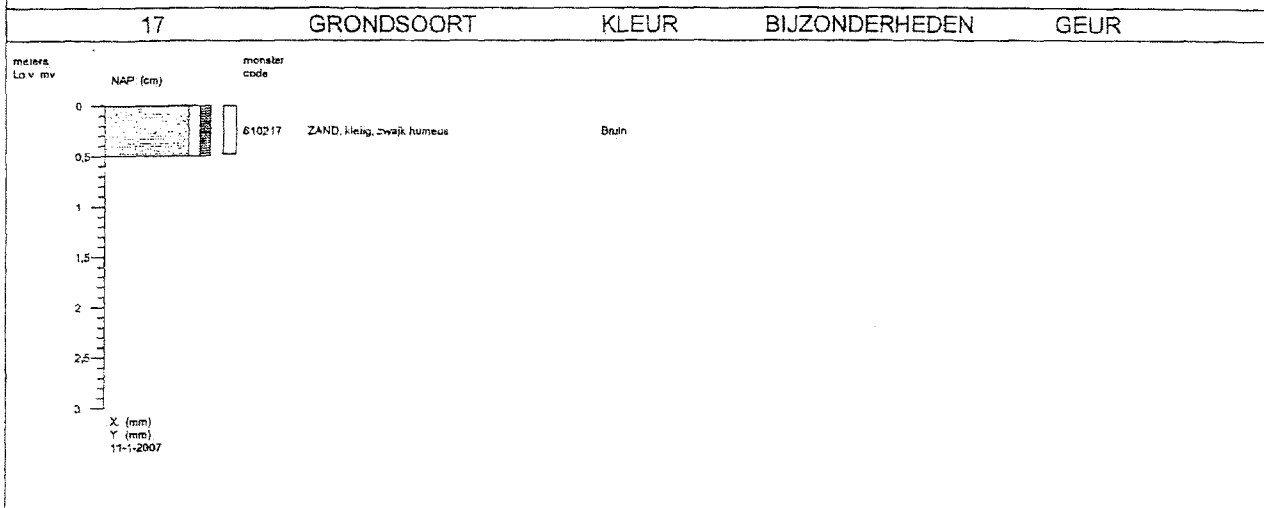 17 GRONDSOORT KLEUR BIJZONDERHEDEN GEUR
meters monster
t.o.v. mv NAP: (cm) code
0
610217 ZAND, kleiig, zwak humeus Bruin
0,5
1
1,5
2
2,5
3
X: (mm)
Y: (mm)
11-1-2007